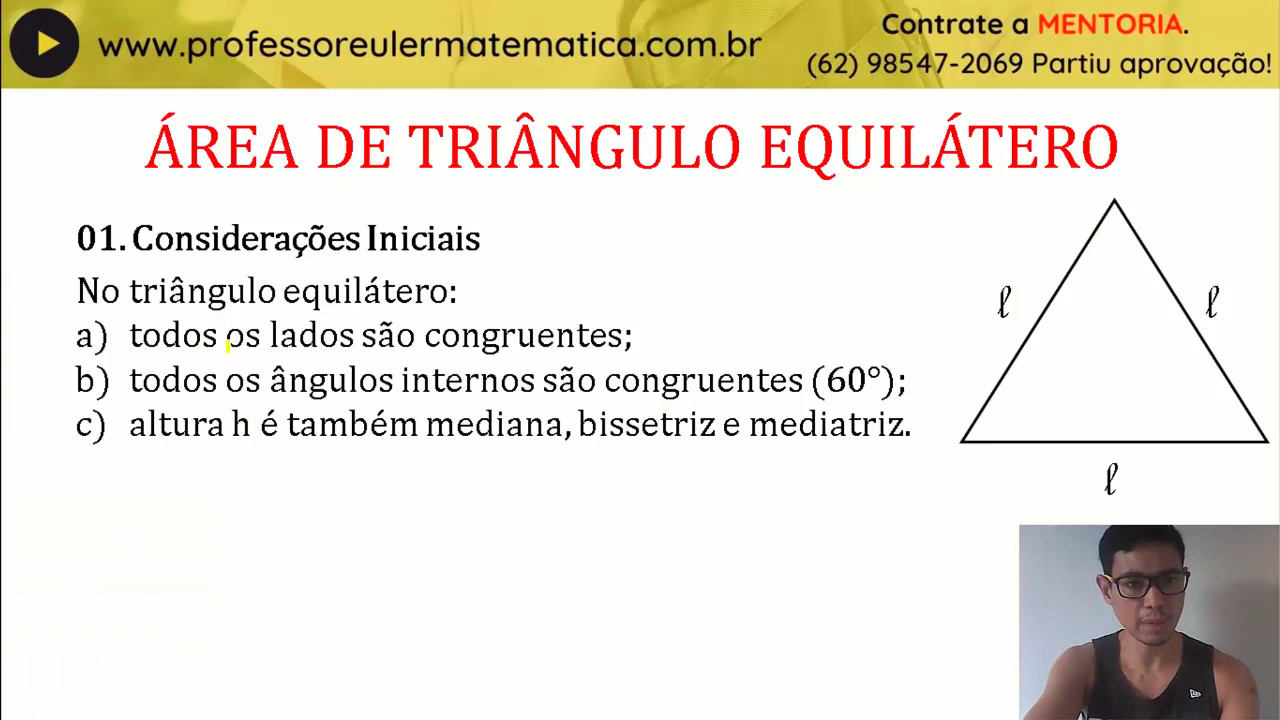 www.professoreulermatematica.com.br
Contrate a MENTORIA.
(62) 98547-2069 Partiu aprovação!
ÁREA DE TRIÂNGULO EQUILÁTERO
01. Considerações Iniciais
No triângulo equilátero:
a) todos os lados são congruentes;
b) todos os ângulos internos são congruentes (60°);
c) altura h é também mediana, bissetriz e mediatriz.
ℓ
ℓ
ℓ